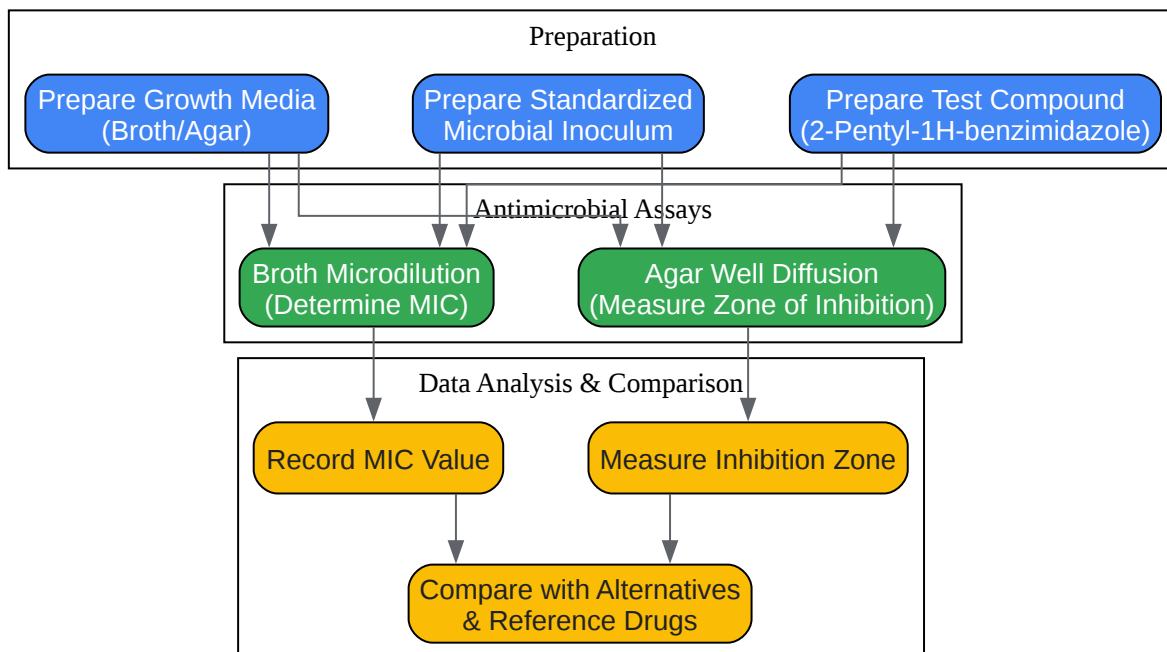 Preparation
Prepare Growth Media
(Broth/Agar)
Prepare Standardized
Microbial Inoculum
Prepare Test Compound
(2-Pentyl-1H-benzimidazole)
Antimicrobial Assays
Broth Microdilution
(Determine MIC)
Agar Well Diffusion
(Measure Zone of Inhibition)
Data Analysis & Comparison
Record MIC Value
Measure Inhibition Zone
Compare with Alternatives
& Reference Drugs